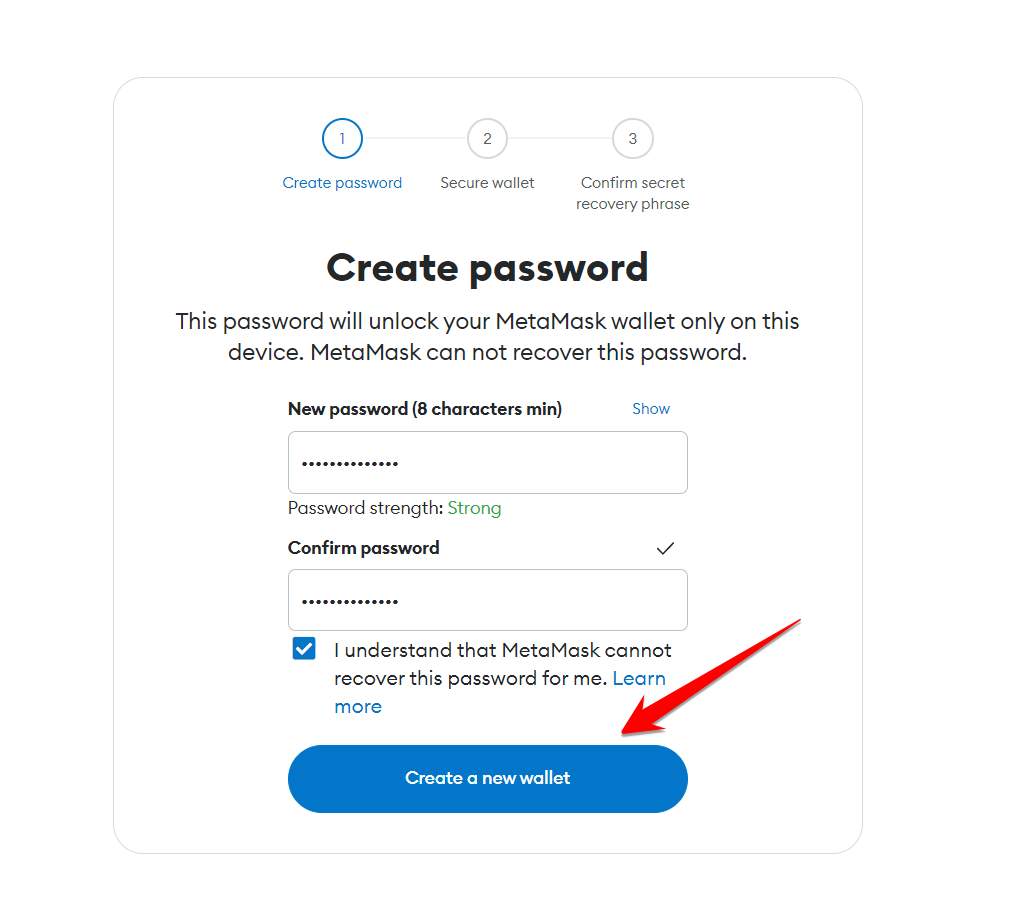 1
2
3
Create password
Secure wallet
Confirm secret
recovery phrase
Create password
This password will unlock your MetaMask wallet only on this
device. MetaMask can not recover this password.
New password (8 characters min)
Show
••••••••••••••
Password strength: Strong
Confirm password
••••••••••••••
I understand that MetaMask cannot
recover this password for me. Learn
more
Create a new wallet